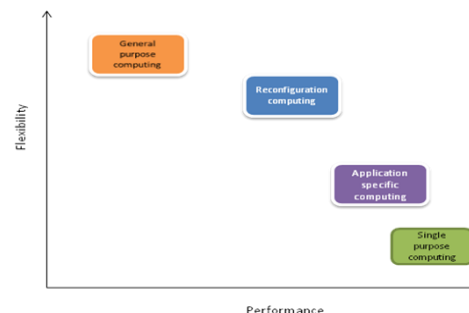 General
purpose
computing
Reconfiguration
computing
Flexibility
Application
specific
computing
Single
purpose
computing
Performance